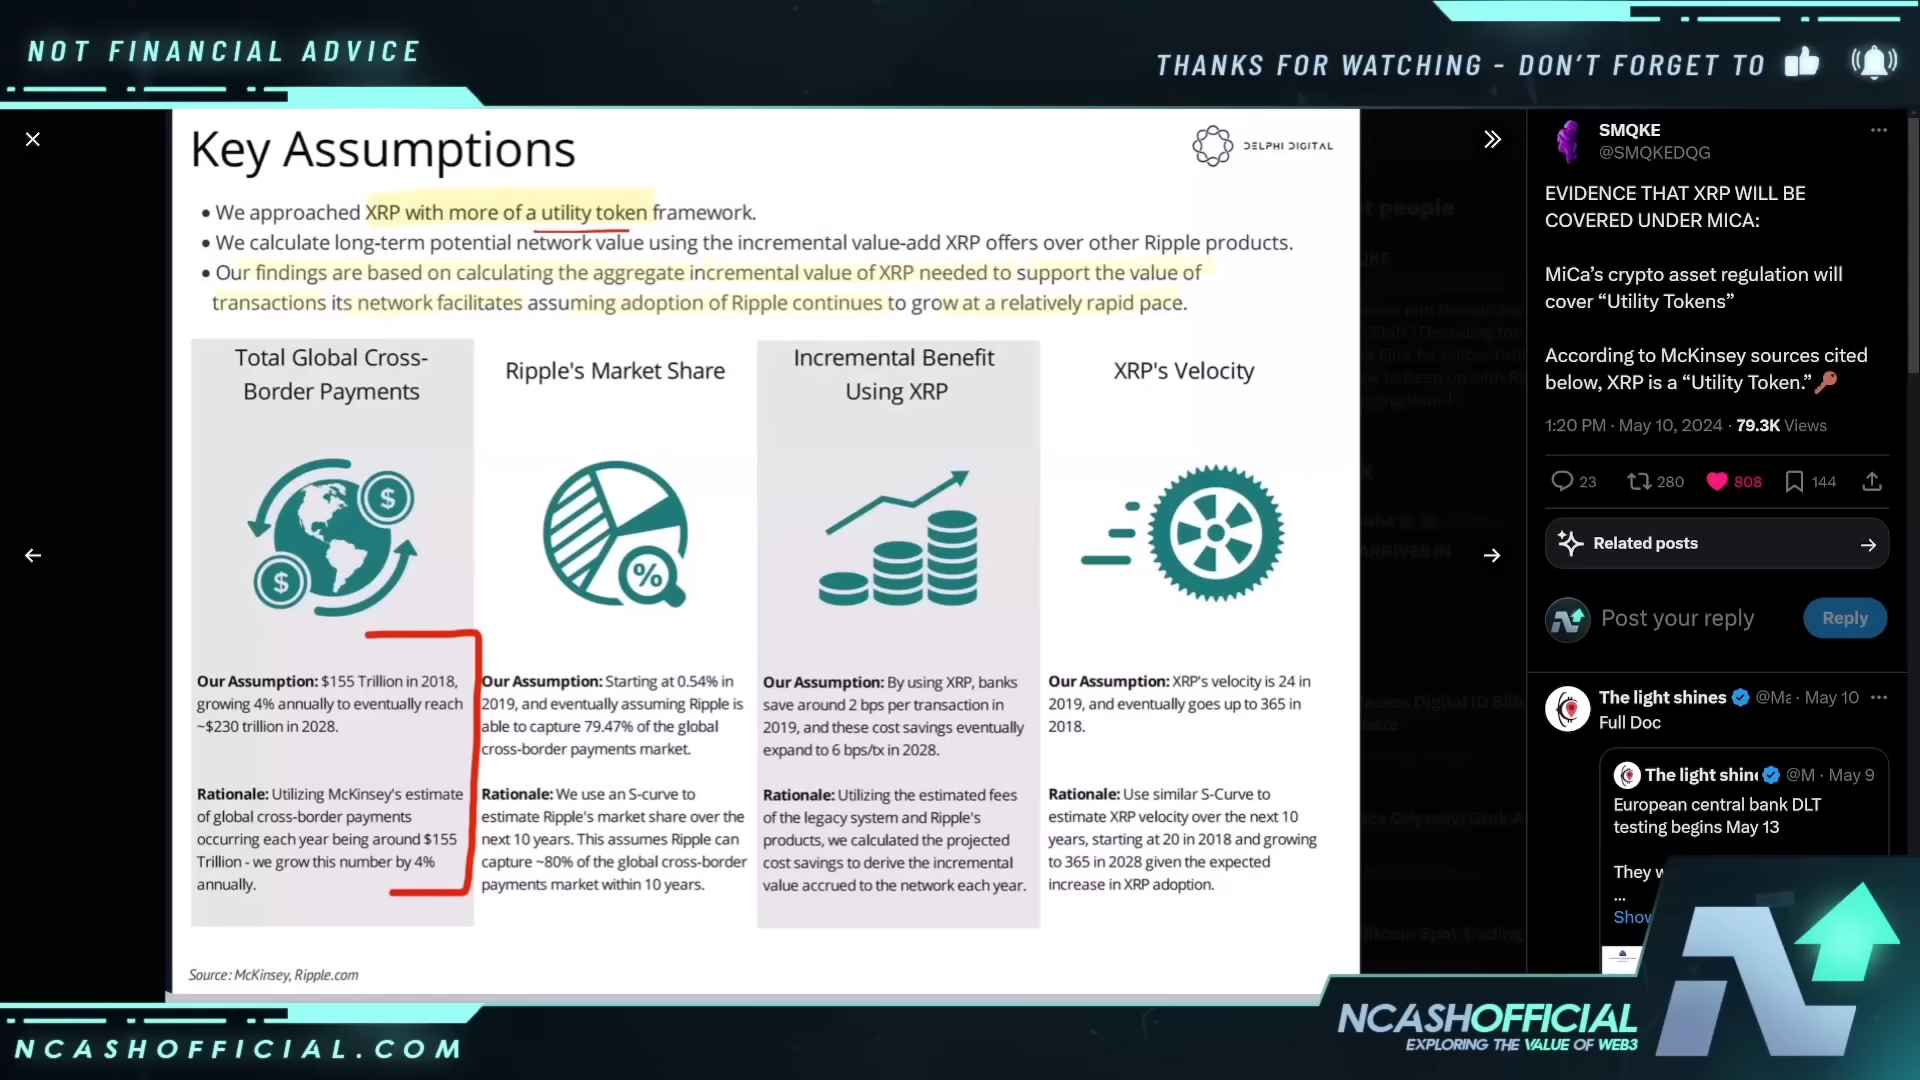 NOT FINANCIAL ADVICE
THANKS FOR WATCHING - DON'T FORGET TO
Key Assumptions
DELPHI DIGITAL
• We approached XRP with more of a utility token framework.
• We calculate long-term potential network value using the incremental value-add XRP offers over other Ripple products.
• Our findings are based on calculating the aggregate incremental value of XRP needed to support the value of
transactions its network facilitates assuming adoption of Ripple continues to grow at a relatively rapid pace.
Total Global Cross-
Border Payments
$
$
Our Assumption: $155 Trillion in 2018,
growing 4% annually to eventually reach
~$230 trillion in 2028.
Rationale: Utilizing McKinsey's estimate
of global cross-border payments
occurring each year being around $155
Trillion - we grow this number by 4%
annually.
Ripple's Market Share
%
Our Assumption: Starting at 0.54% in
2019, and eventually assuming Ripple is
able to capture 79.47% of the global
cross-border payments market.
Rationale: We use an S-curve to
estimate Ripple's market share over the
next 10 years. This assumes Ripple can
capture ~80% of the global cross-border
payments market within 10 years.
Incremental Benefit
Using XRP
Our Assumption: By using XRP, banks
save around 2 bps per transaction in
2019, and these cost savings eventually
expand to 6 bps/tx in 2028.
Rationale: Utilizing the estimated fees
of the legacy system and Ripple's
products, we calculated the projected
cost savings to derive the incremental
value accrued to the network each year.
XRP's Velocity
Our Assumption: XRP's velocity is 24 in
2019, and eventually goes up to 365 in
2018.
Rationale: Use similar S-Curve to
estimate XRP velocity over the next 10
years, starting at 20 in 2018 and growing
to 365 in 2028 given the expected
increase in XRP adoption.
Source: McKinsey, Ripple.com
t people
ARRIVES IN
SMQKE
@SMQKEDQG
EVIDENCE THAT XRP WILL BE
COVERED UNDER MICA:
MiCa's crypto asset regulation will
cover “Utility Tokens”
According to McKinsey sources cited
below, XRP is a “Utility Token.”
1:20 PM · May 10, 2024 · 79.3K Views
23 280 808 144
Related posts
Post your reply
Reply
The light shines @Ma · May 10
Full Doc
The light shine @M · May 9
European central bank DLT
testing begins May 13
They w
...
Show
NCASHOFFICIAL
EXPLORING THE VALUE OF WEB3
NCASHOFFICIAL.COM